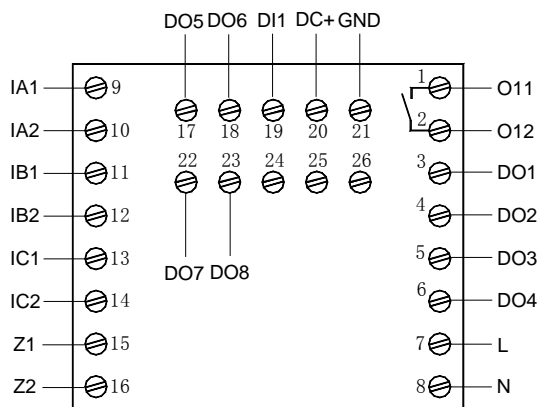 DO5 DO6 DI1 DC+ GND
IA1 9 1 O11
17 18 19 20 21
IA2 10 2 O12
22 23 24 25 26
IB1 11 3 DO1
IB2 12 4 DO2
DO7 DO8
IC1 13 5 DO3
IC2 14 6 DO4
Z1 15 7 L
Z2 16 8 N